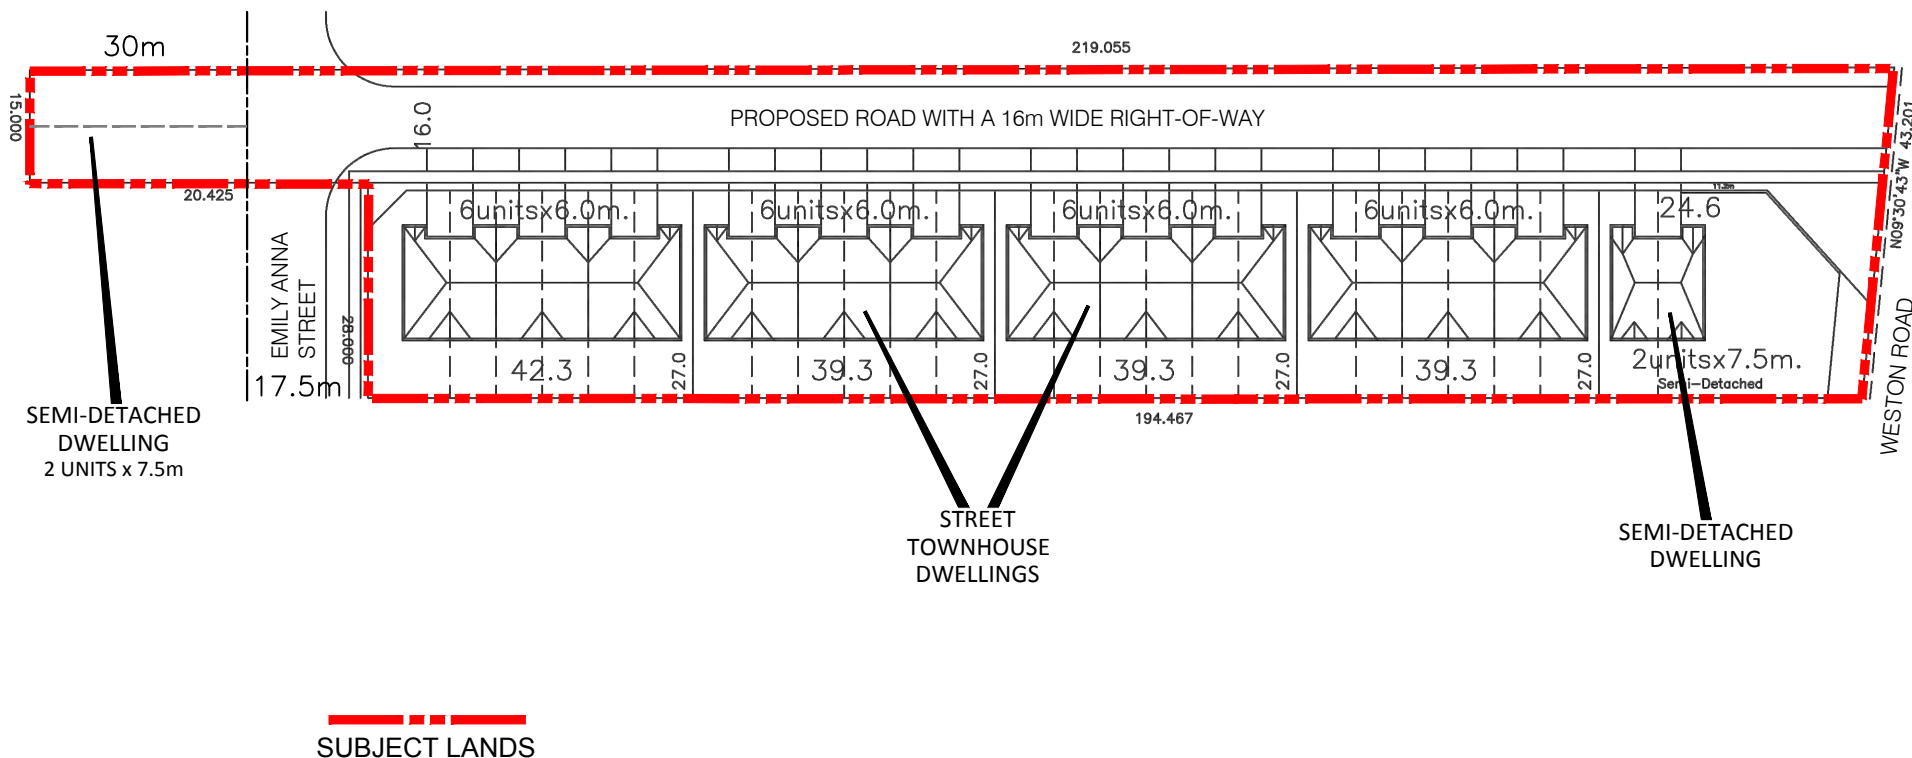 30m
219.055
15.000
16.0
PROPOSED ROAD WITH A 16m WIDE RIGHT-OF-WAY
N09°30'43"W 43.201
20.425
6unitsx6.0m.
6unitsx6.0m.
6unitsx6.0m.
6unitsx6.0m.
24.6
EMILY ANNA
STREET
28.000
17.5m
42.3
27.0
39.3
27.0
39.3
27.0
39.3
27.0
2unitsx7.5m.
Semi-Detached
WESTON ROAD
194.467
SEMI-DETACHED
DWELLING
2 UNITS x 7.5m
STREET
TOWNHOUSE
DWELLINGS
SEMI-DETACHED
DWELLING
SUBJECT LANDS